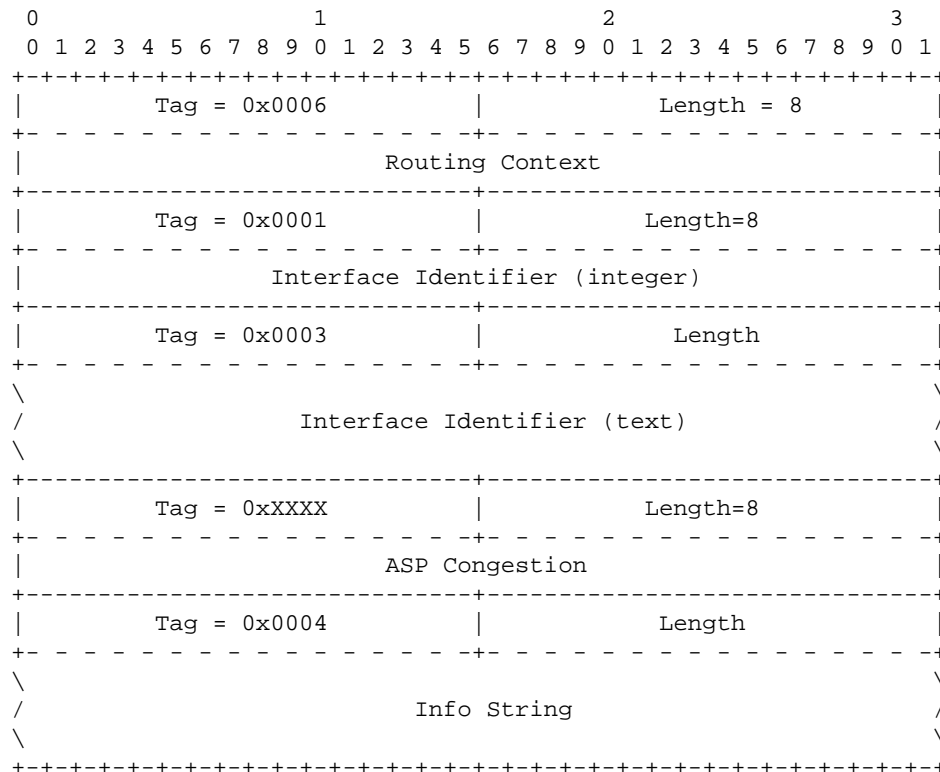 0                   1                   2                   3
0 1 2 3 4 5 6 7 8 9 0 1 2 3 4 5 6 7 8 9 0 1 2 3 4 5 6 7 8 9 0 1
+-+-+-+-+-+-+-+-+-+-+-+-+-+-+-+-+-+-+-+-+-+-+-+-+-+-+-+-+-+-+-+-+
|         Tag = 0x0006          |            Length = 8         |
+- - - - - - - - - - - - - - - -+- - - - - - - - - - - - - - - -+
|                         Routing Context                       |
+-------------------------------+-------------------------------+
|         Tag = 0x0001          |           Length=8            |
+- - - - - - - - - - - - - - - -+- - - - - - - - - - - - - - - -+
|                 Interface Identifier (integer)                |
+-------------------------------+-------------------------------+
|         Tag = 0x0003          |             Length            |
+- - - - - - - - - - - - - - - -+- - - - - - - - - - - - - - - -+
\                                                               \
/                   Interface Identifier (text)                 /
\                                                               \
+-------------------------------+-------------------------------+
|         Tag = 0xXXXX          |           Length=8            |
+- - - - - - - - - - - - - - - -+- - - - - - - - - - - - - - - -+
|                         ASP Congestion                        |
+-------------------------------+-------------------------------+
|         Tag = 0x0004          |            Length             |
+- - - - - - - - - - - - - - - -+- - - - - - - - - - - - - - - -+
\                                                               \
/                           Info String                         /
\                                                               \
+-+-+-+-+-+-+-+-+-+-+-+-+-+-+-+-+-+-+-+-+-+-+-+-+-+-+-+-+-+-+-+-+